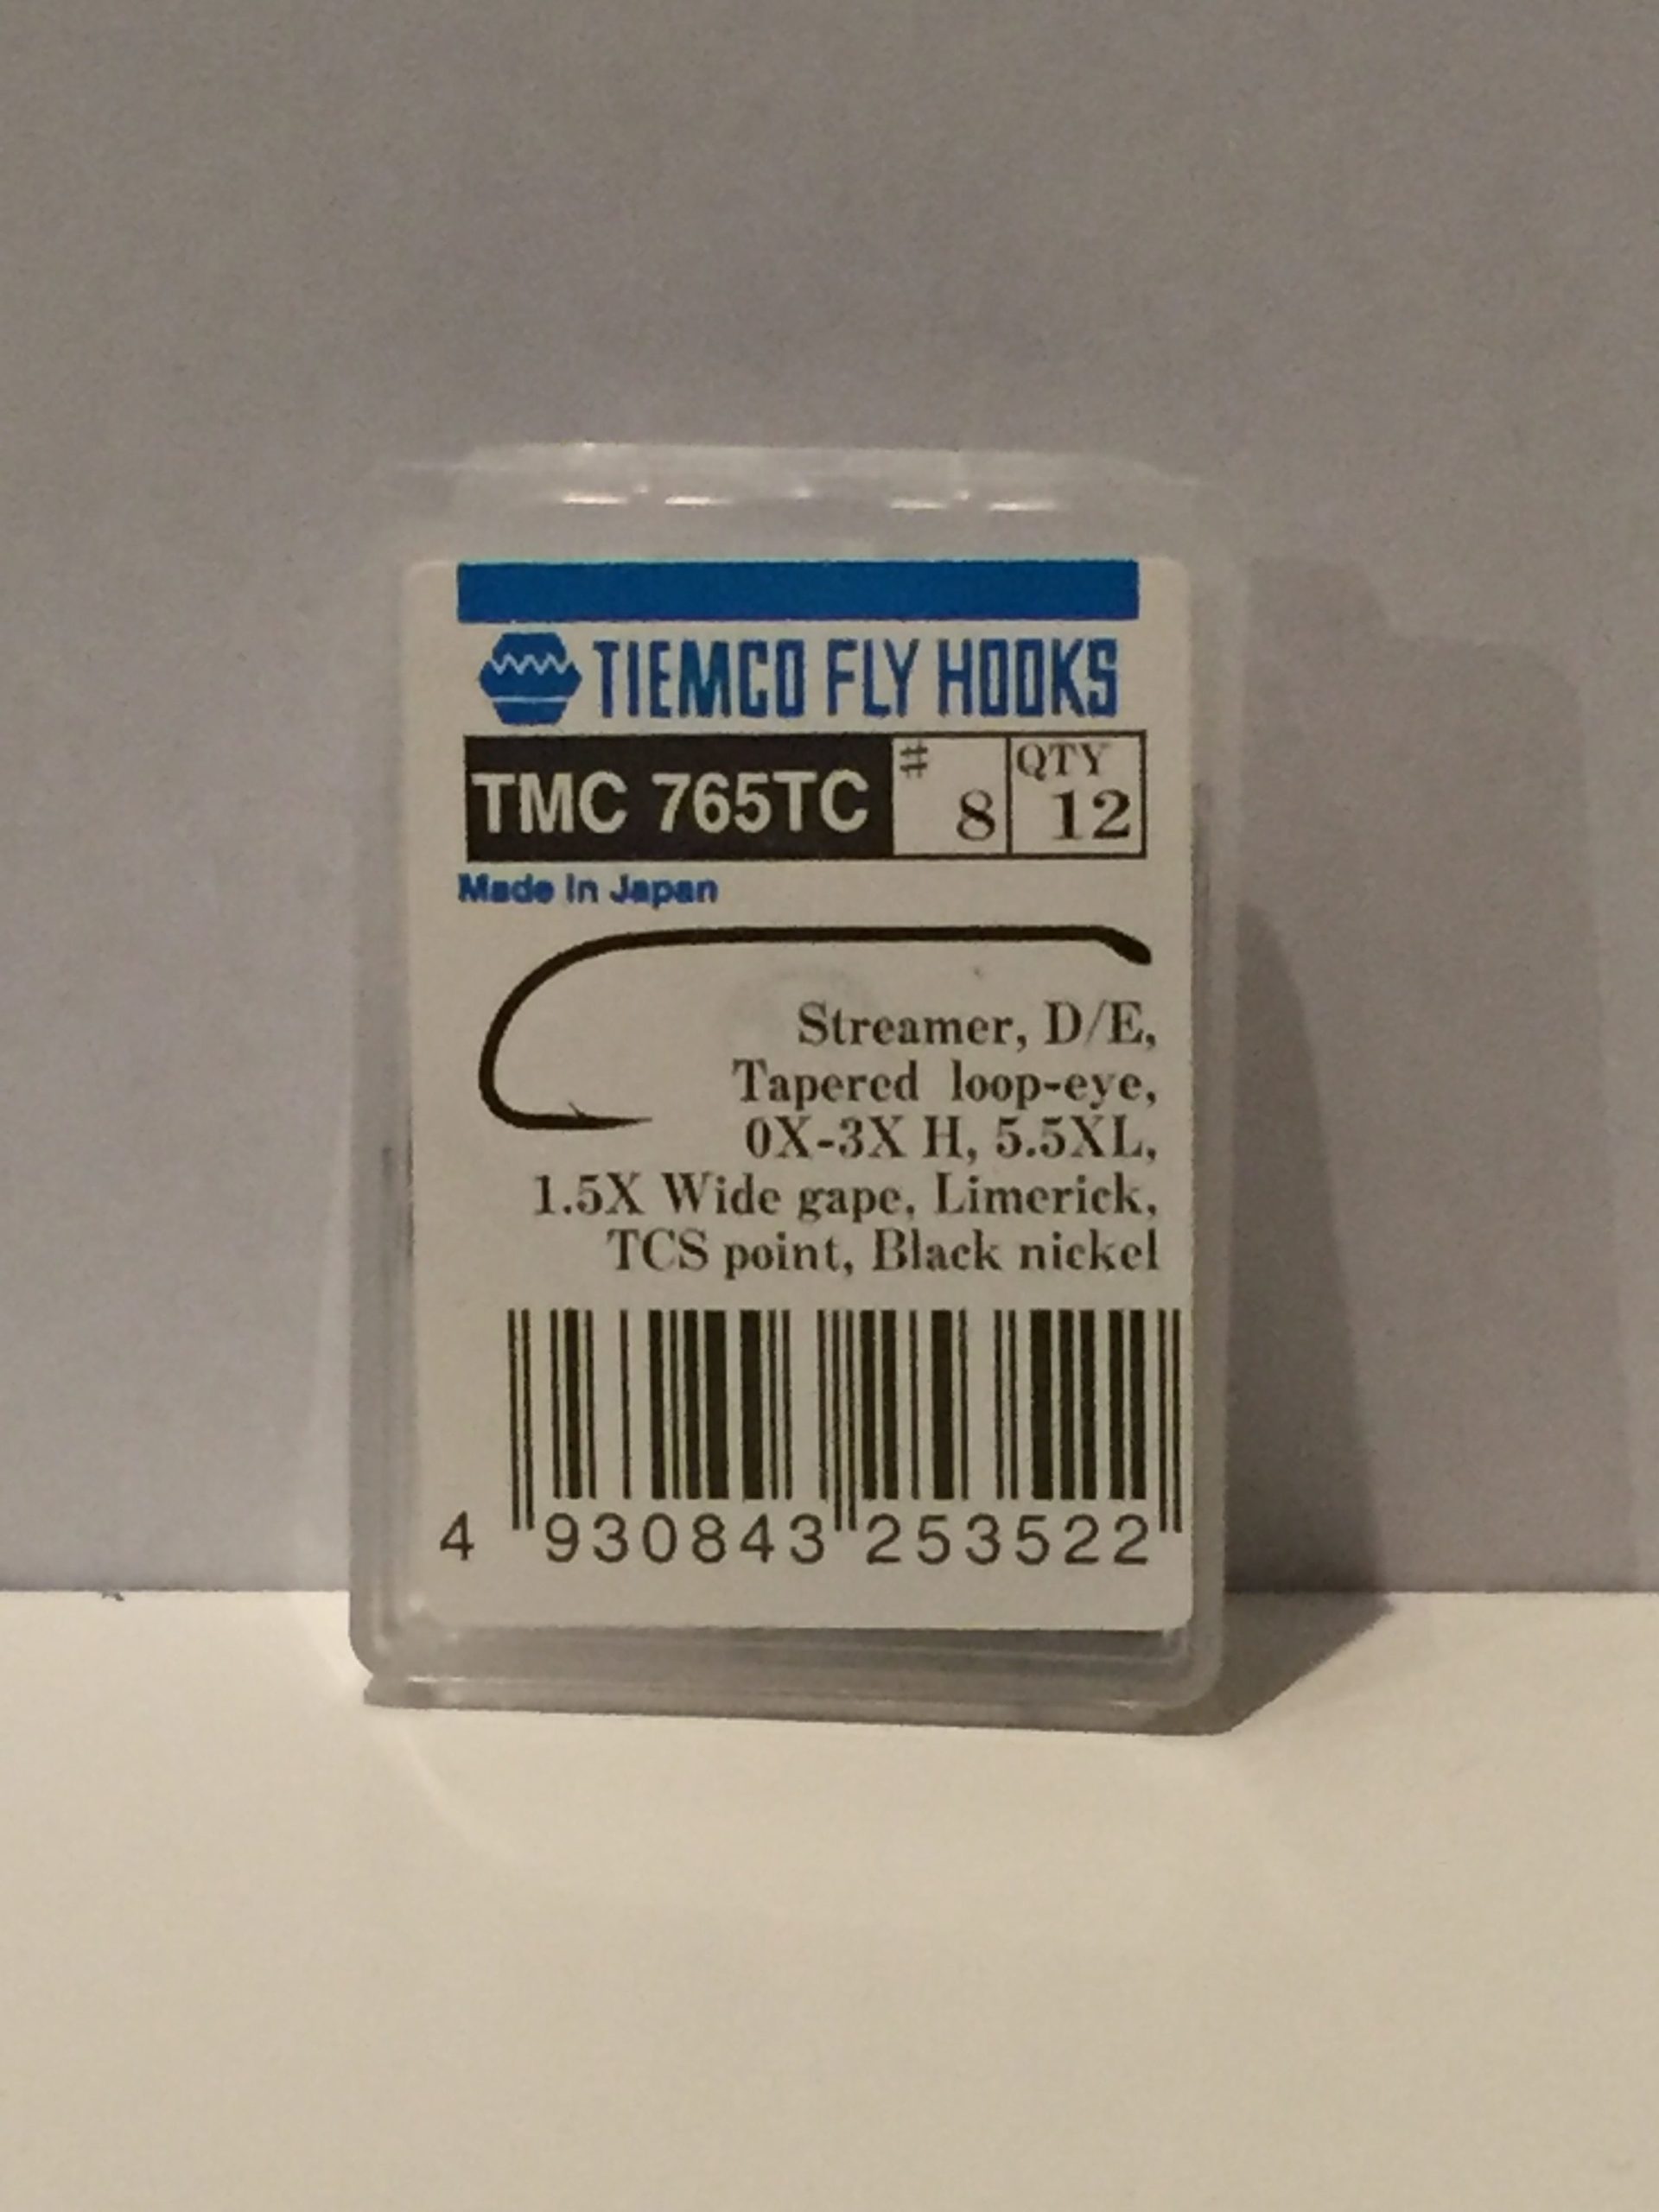 TIEMCO FLY HOOKS
TMC 765TC # 8 QTY 12
Made in Japan
Streamer, D/E,
Tapered loop-eye,
0X-3X H, 5.5XL,
1.5X Wide gape, Limerick,
TCS point, Black nickel
4 930843 253522